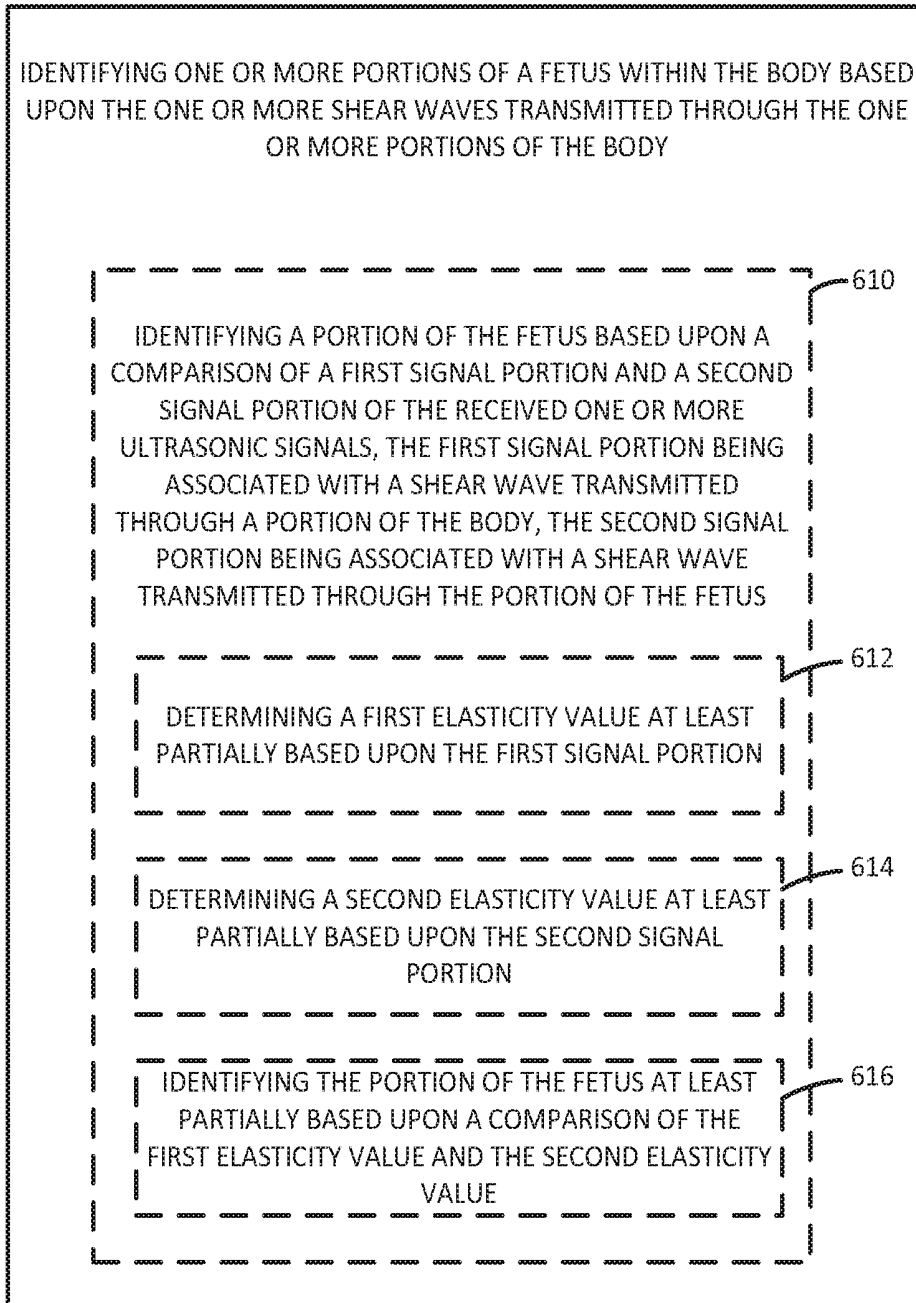 IDENTIFYING ONE OR MORE PORTIONS OF A FETUS WITHIN THE BODY BASED
UPON THE ONE OR MORE SHEAR WAVES TRANSMITTED THROUGH THE ONE
OR MORE PORTIONS OF THE BODY
610
IDENTIFYING A PORTION OF THE FETUS BASED UPON A
COMPARISON OF A FIRST SIGNAL PORTION AND A SECOND
SIGNAL PORTION OF THE RECEIVED ONE OR MORE
ULTRASONIC SIGNALS, THE FIRST SIGNAL PORTION BEING
ASSOCIATED WITH A SHEAR WAVE TRANSMITTED
THROUGH A PORTION OF THE BODY, THE SECOND SIGNAL
PORTION BEING ASSOCIATED WITH A SHEAR WAVE
TRANSMITTED THROUGH THE PORTION OF THE FETUS
612
DETERMINING A FIRST ELASTICITY VALUE AT LEAST
PARTIALLY BASED UPON THE FIRST SIGNAL PORTION
614
DETERMINING A SECOND ELASTICITY VALUE AT LEAST
PARTIALLY BASED UPON THE SECOND SIGNAL
PORTION
616
IDENTIFYING THE PORTION OF THE FETUS AT LEAST
PARTIALLY BASED UPON A COMPARISON OF THE
FIRST ELASTICITY VALUE AND THE SECOND ELASTICITY
VALUE